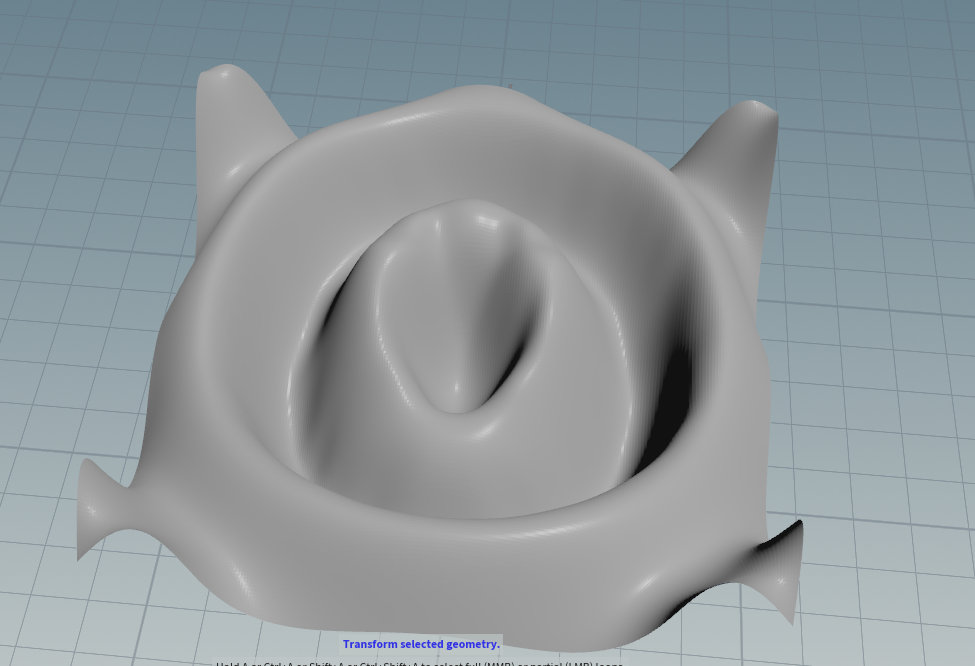 Transform selected geometry.
Hold A or Ctrl+A or Shift+A or Ctrl+Shift+A to select full (MMB) or partial (LMB) loops